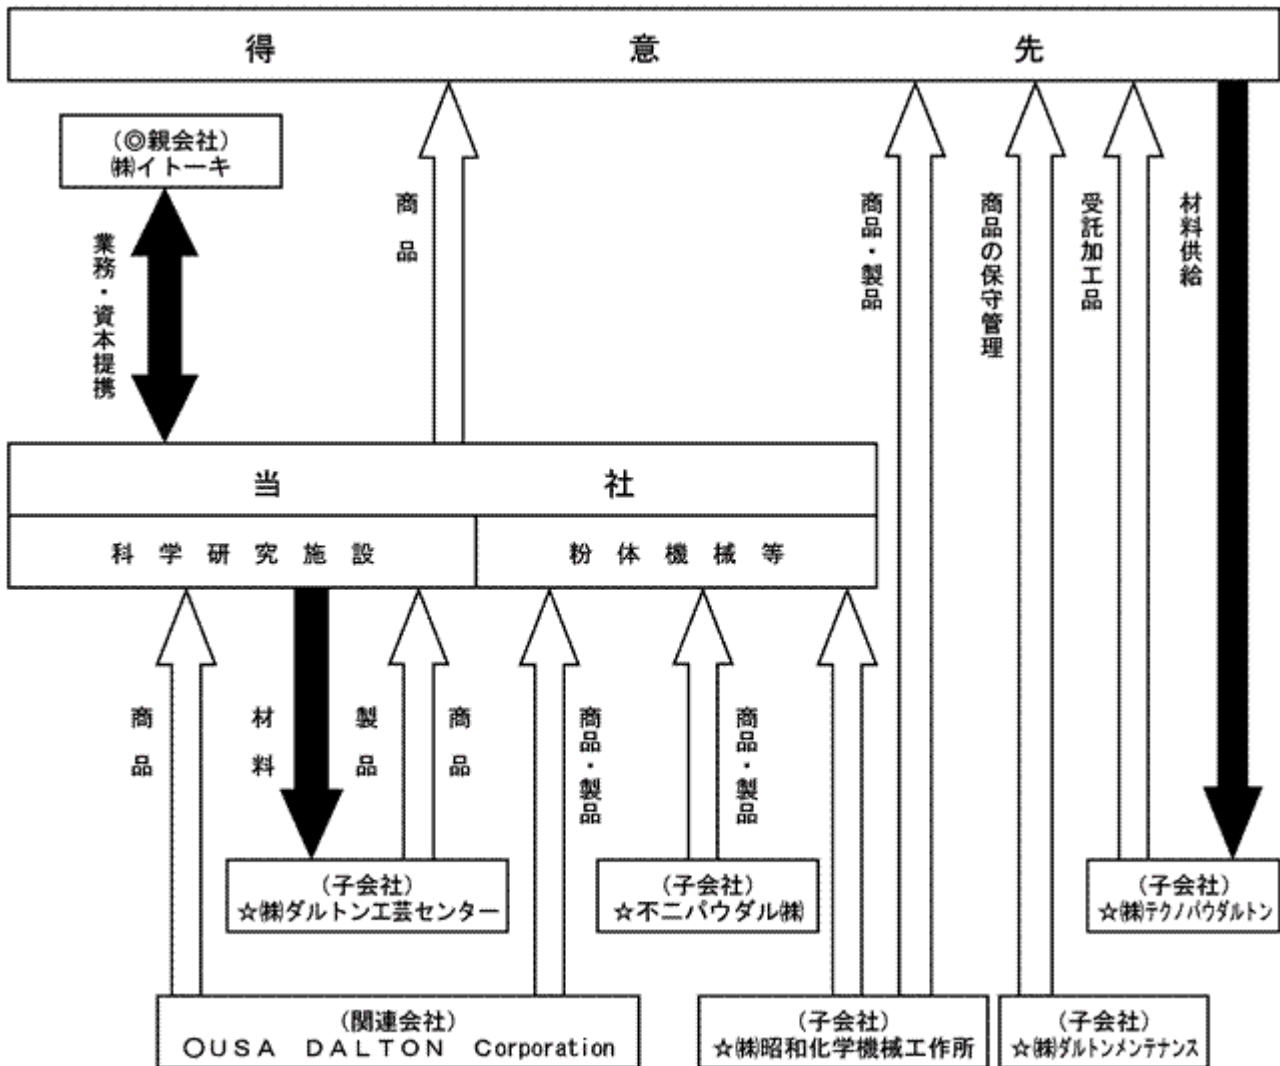 得意先
(◎親会社)
㈱イトーキ
業務・資本提携
商品
商品・製品
商品の保守管理
受託加工品
材料供給
当社
科学研究施設
粉体機械等
商品
材料
製品
商品
商品・製品
商品・製品
(子会社)
☆㈱ダルトン工芸センター
(子会社)
☆不二パウダル㈱
(子会社)
☆㈱テクノパウダルトン
(関連会社)
○USA DALTON Corporation
(子会社)
☆㈱昭和化学機械工作所
(子会社)
☆㈱ダルトンメンテナンス